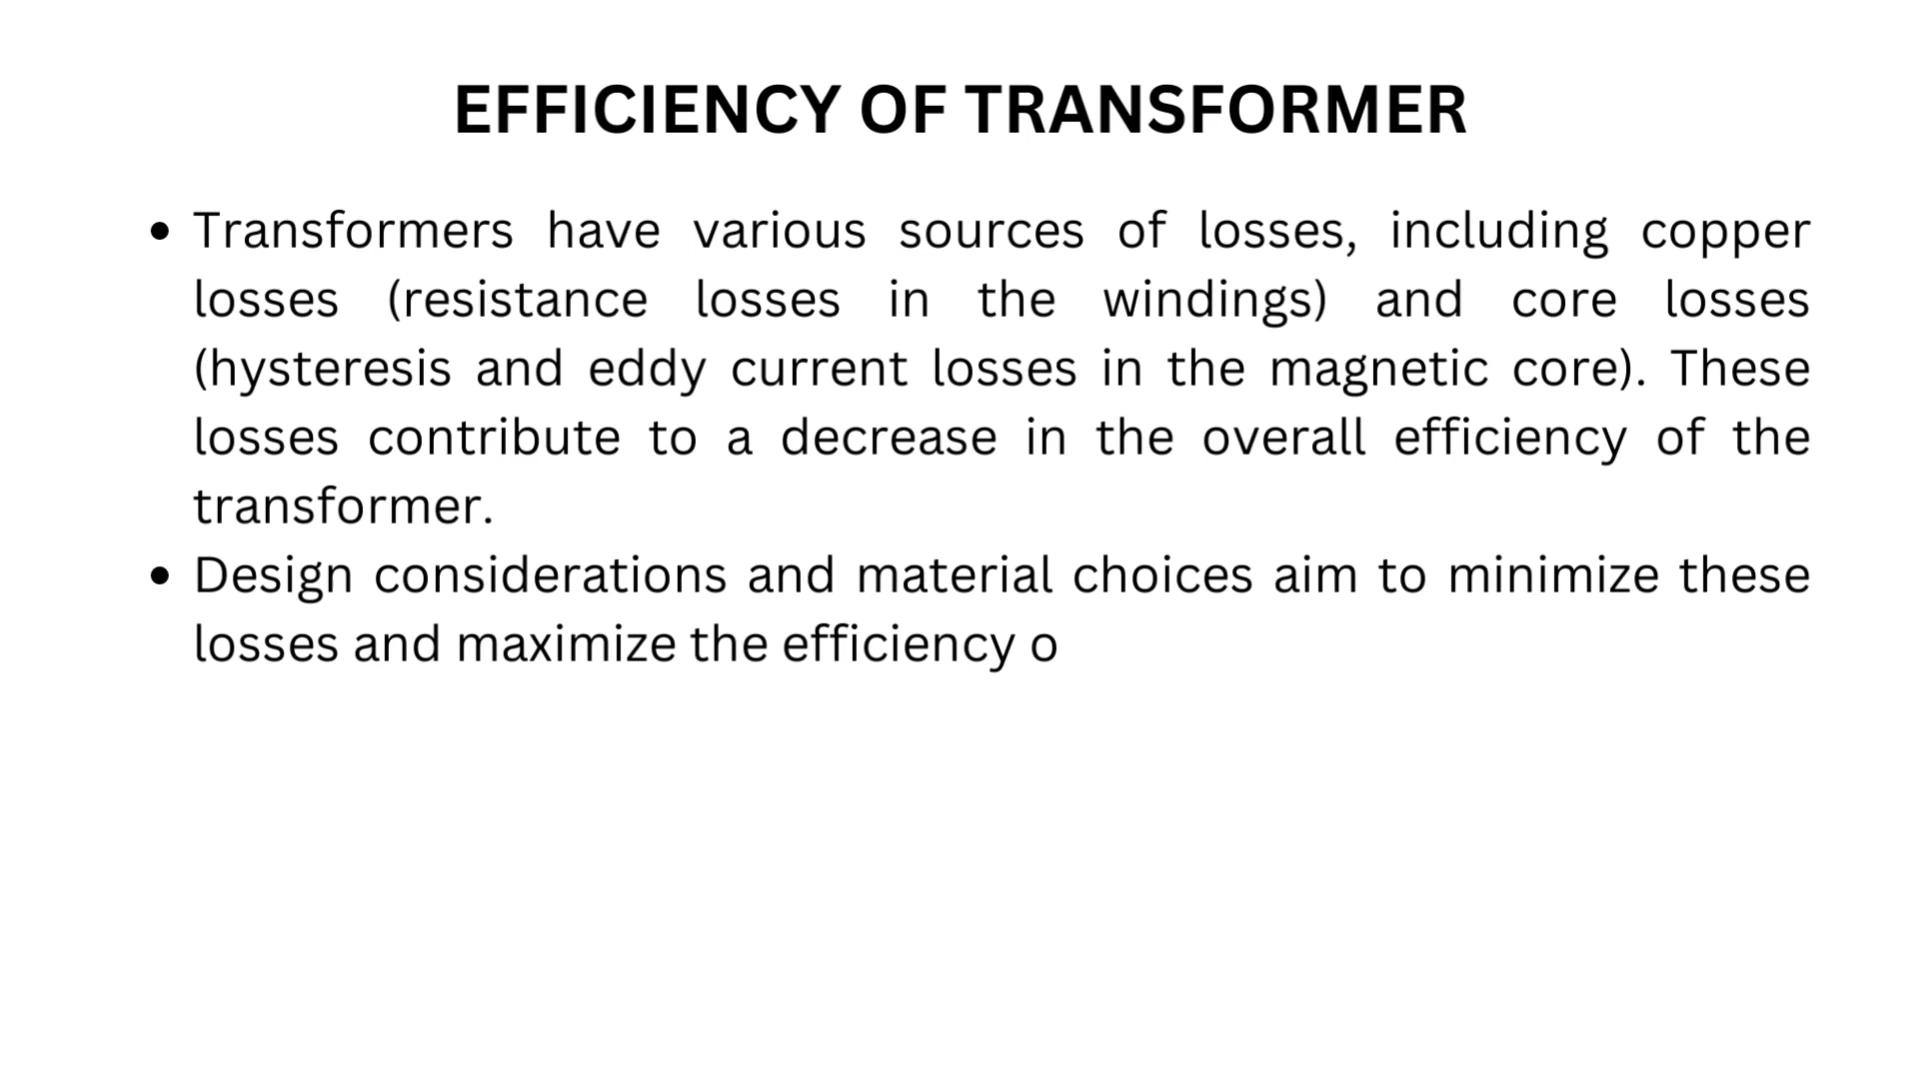 EFFICIENCY OF TRANSFORMER
• Transformers have various sources of losses, including copper
losses (resistance losses in the windings) and core losses
(hysteresis and eddy current losses in the magnetic core). These
losses contribute to a decrease in the overall efficiency of the
transformer.
• Design considerations and material choices aim to minimize these
losses and maximize the efficiency o